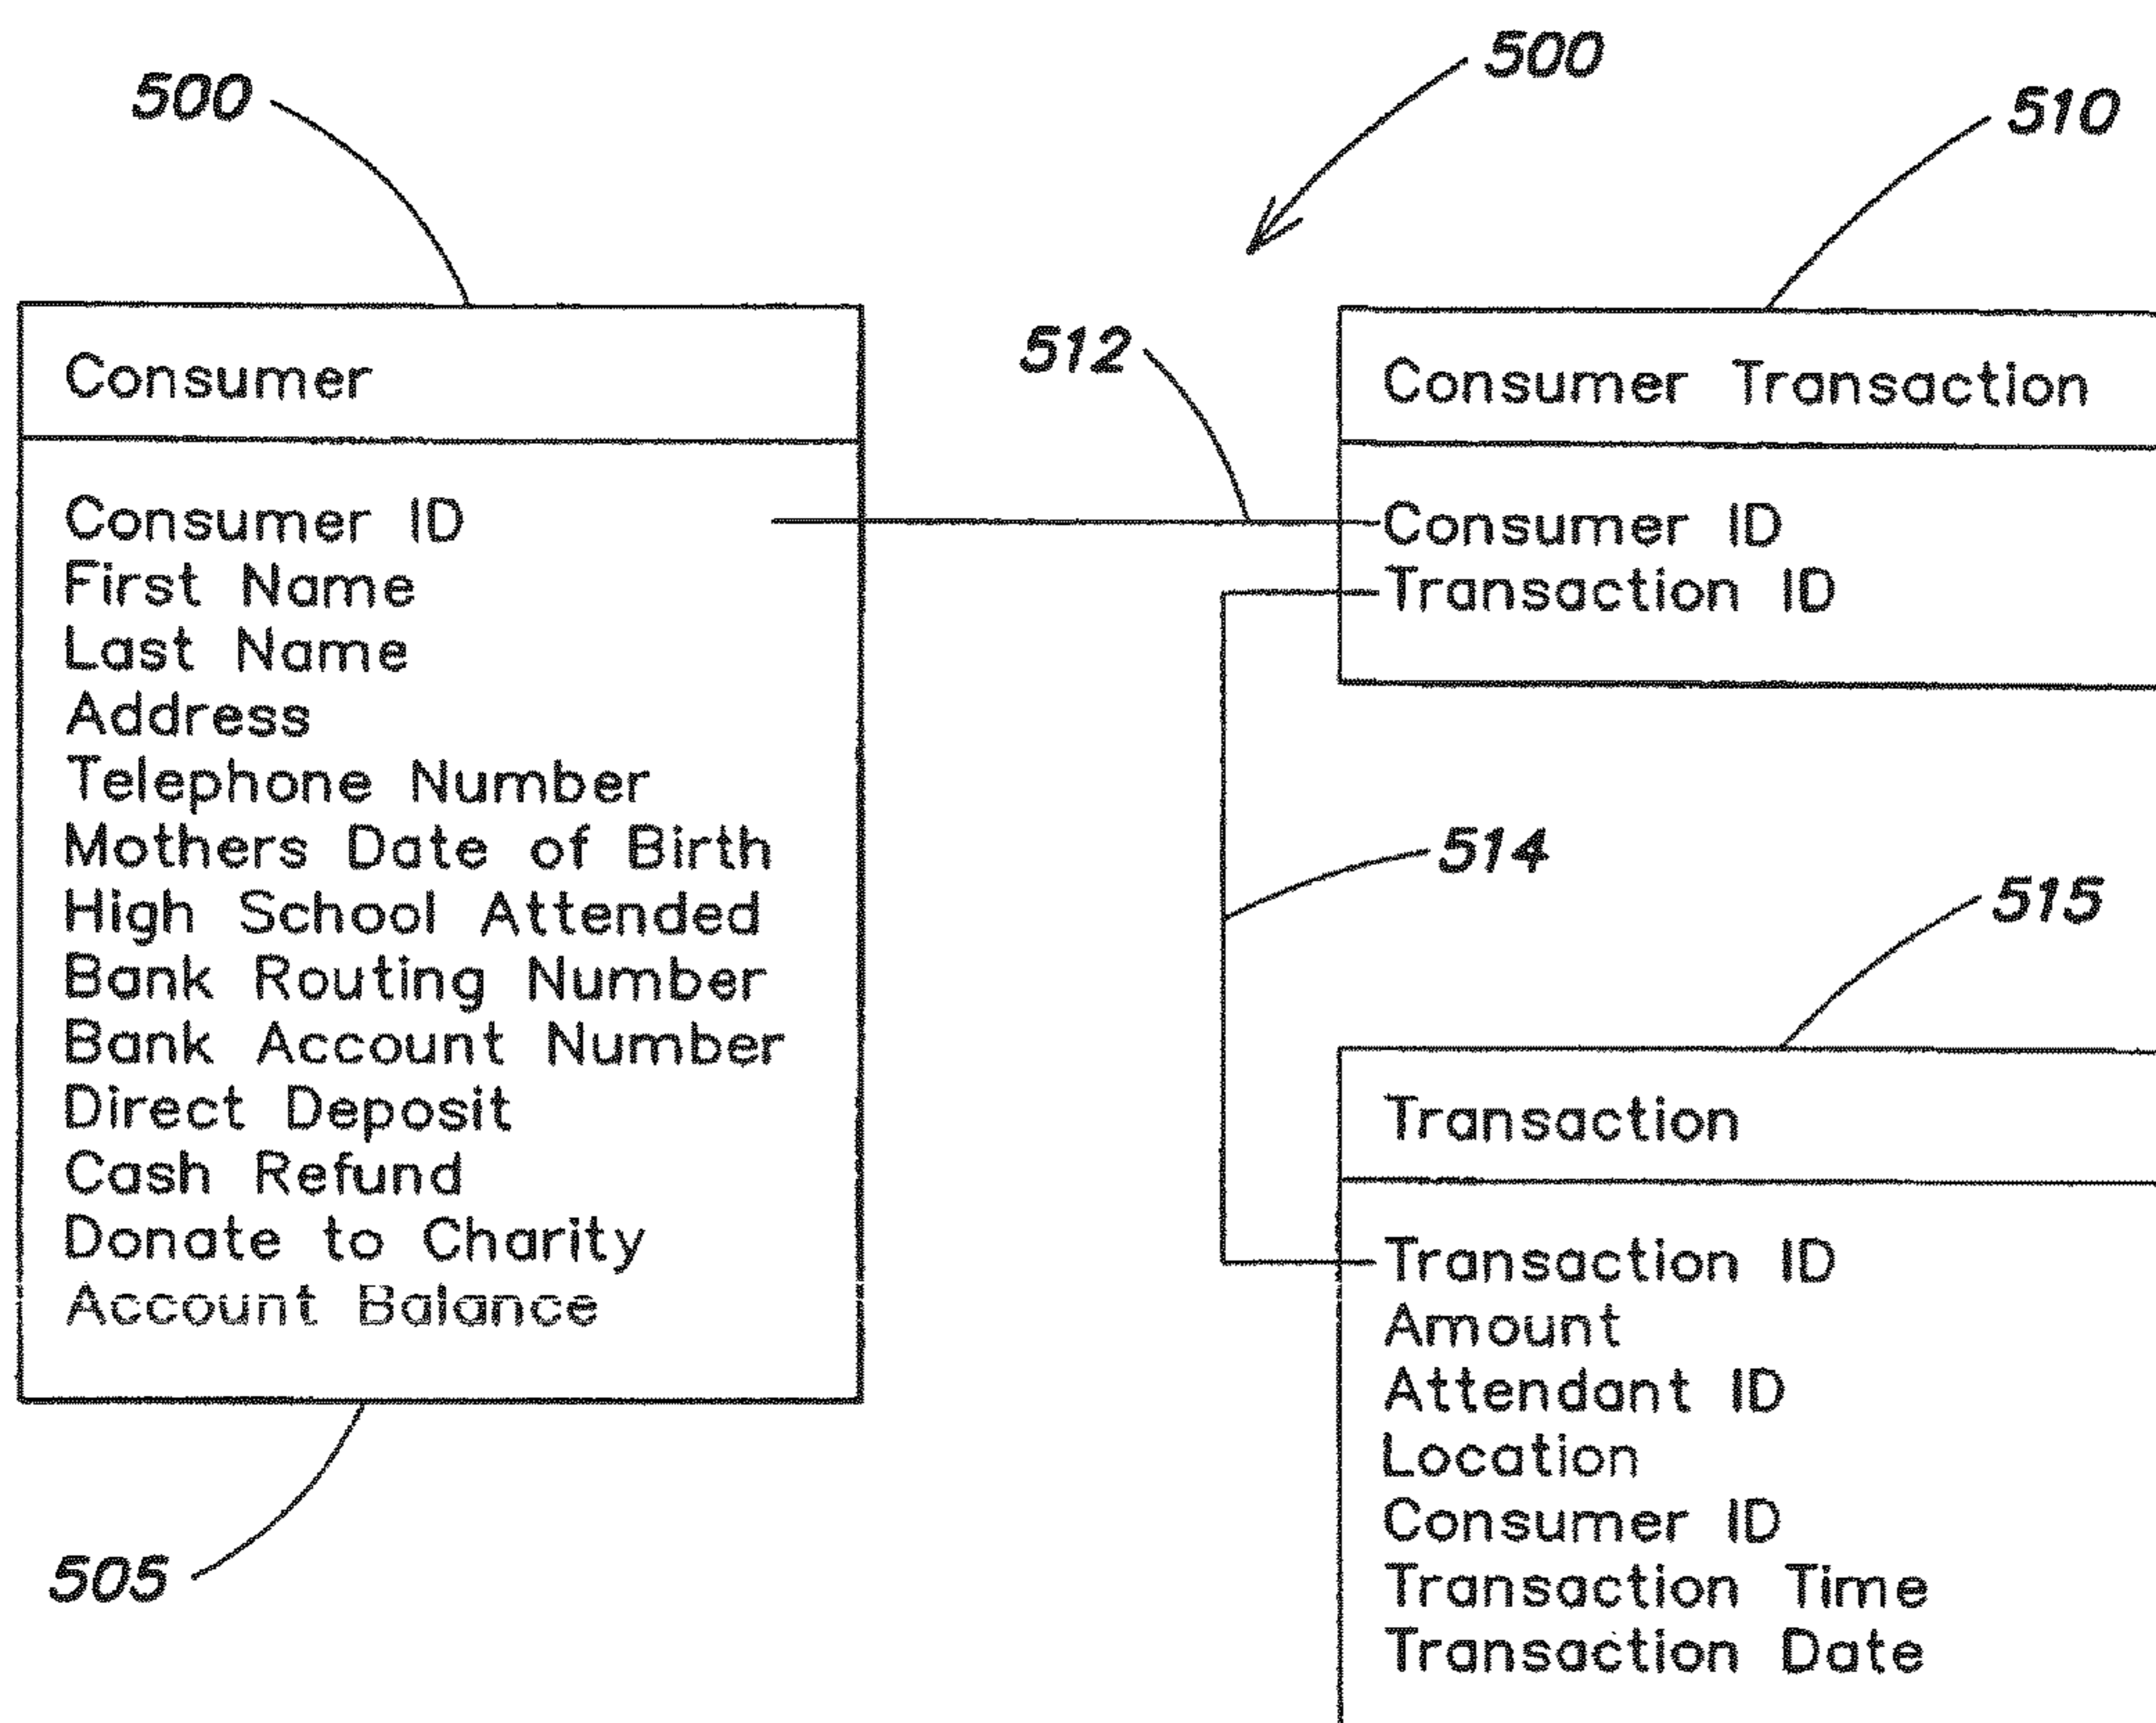 500
500
510
Consumer
Consumer ID
First Name
Last Name
Address
Telephone Number
Mothers Date of Birth
High School Attended
Bank Routing Number
Bank Account Number
Direct Deposit
Cash Refund
Donate to Charity
Account Balance
505
512
Consumer Transaction
Consumer ID
Transaction ID
514
515
Transaction
Transaction ID
Amount
Attendant ID
Location
Consumer ID
Transaction Time
Transaction Date